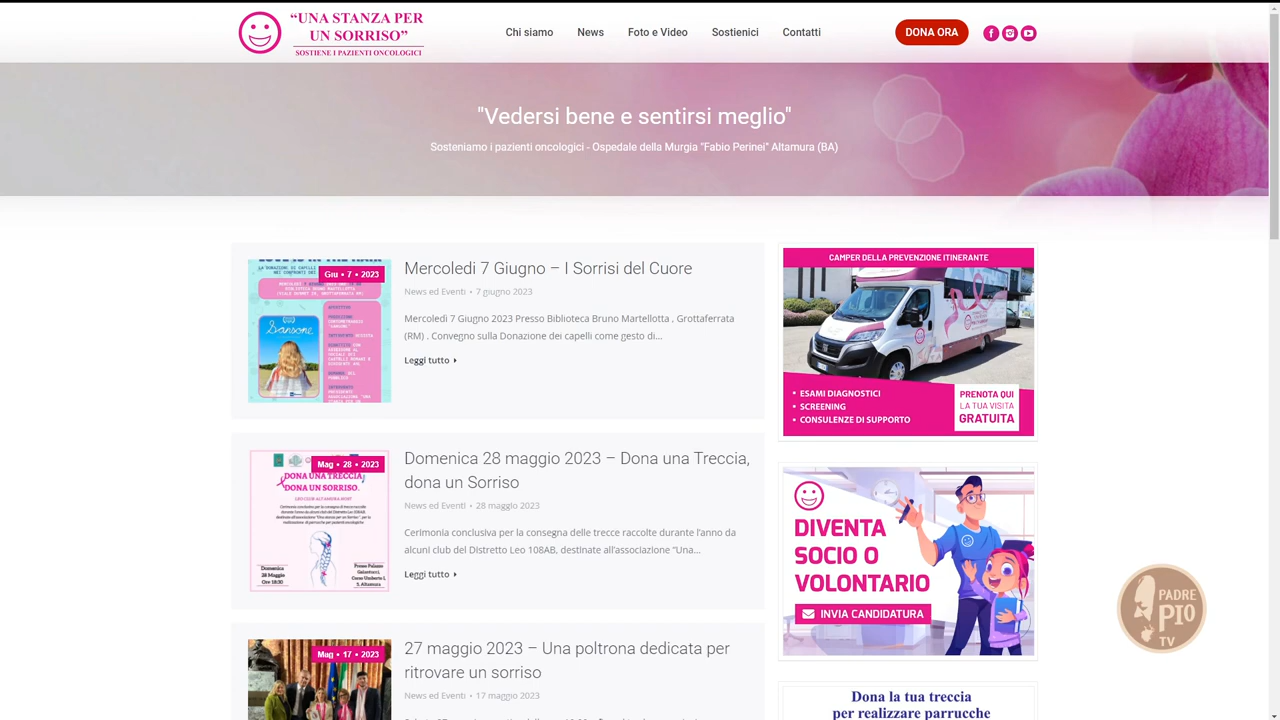 "UNA STANZA PER
UN SORRISO"
SOSTIENE I PAZIENTI ONCOLOGICI
Chi siamo
News
Foto e Video
Sostienici
Contatti
DONA ORA
"Vedersi bene e sentirsi meglio"
Sosteniamo i pazienti oncologici - Ospedale della Murgia "Fabio Perinei" Altamura (BA)
Giu • 7 • 2023
Sansone
Mercoledì 7 Giugno – I Sorrisi del Cuore
News ed Eventi • 7 giugno 2023
Mercoledì 7 Giugno 2023 Presso Biblioteca Bruno Martellotta , Grottaferrata
(RM) . Convegno sulla Donazione dei capelli come gesto di...
Leggi tutto
Mag • 28 • 2023
DONA UNA TRECCIA,
DONA UN SORRISO.
Domenica
28 Maggio
Ore 18:30
Domenica 28 maggio 2023 – Dona una Treccia,
dona un Sorriso
News ed Eventi • 28 maggio 2023
Cerimonia conclusiva per la consegna delle trecce raccolte durante l'anno da
alcuni club del Distretto Leo 108AB, destinate all'associazione "Una...
Leggi tutto
Mag • 17 • 2023
27 maggio 2023 – Una poltrona dedicata per
ritrovare un sorriso
News ed Eventi • 17 maggio 2023
CAMPER DELLA PREVENZIONE ITINERANTE
• ESAMI DIAGNOSTICI
• SCREENING
• CONSULENZE DI SUPPORTO
PRENOTA QUI
LA TUA VISITA
GRATUITA
DIVENTA
SOCIO O
VOLONTARIO
INVIA CANDIDATURA
PADRE
PIO
TV
Dona la tua treccia
per realizzare parrucche